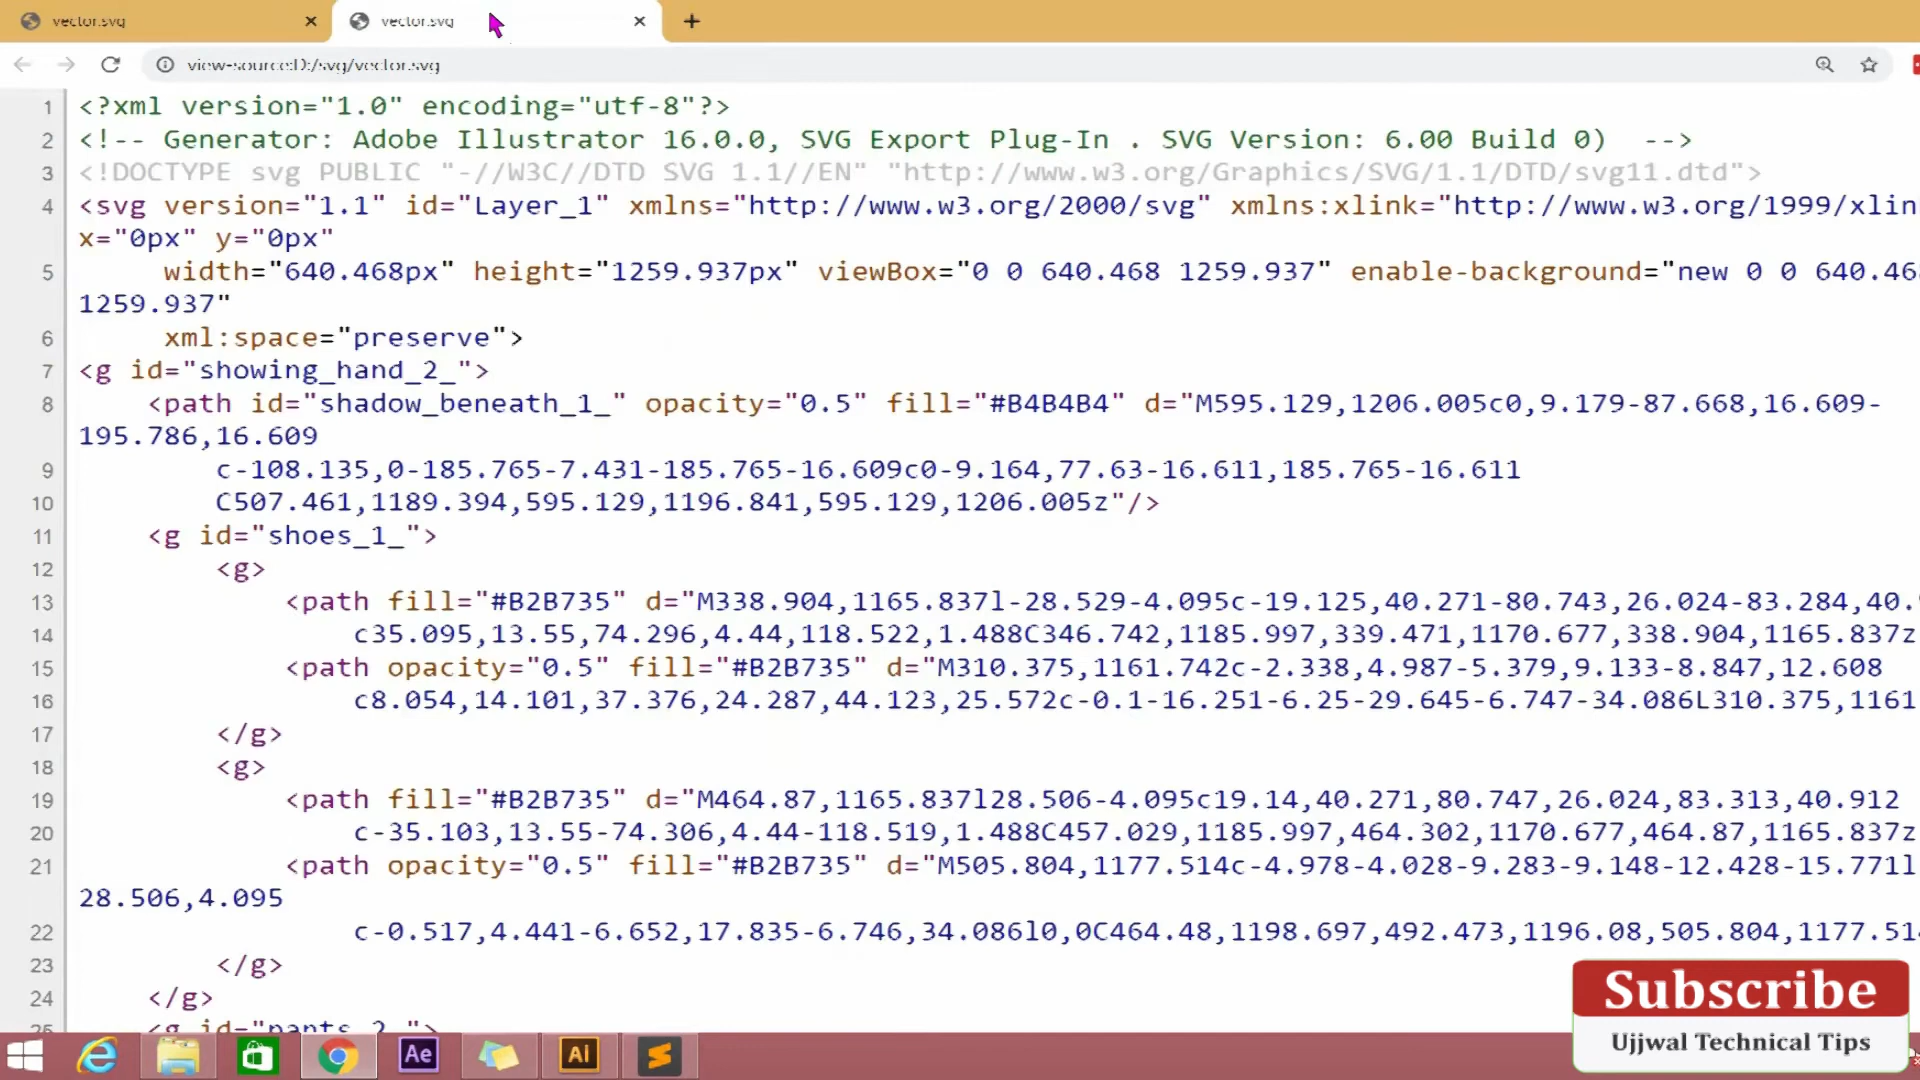 vector.svg
vector.svg
view-source:D:/svg/vector.svg
1 <?xml version="1.0" encoding="utf-8"?>
2 <!-- Generator: Adobe Illustrator 16.0.0, SVG Export Plug-In . SVG Version: 6.00 Build 0)  -->
3 <!DOCTYPE svg PUBLIC "-//W3C//DTD SVG 1.1//EN" "http://www.w3.org/Graphics/SVG/1.1/DTD/svg11.dtd">
4 <svg version="1.1" id="Layer_1" xmlns="http://www.w3.org/2000/svg" xmlns:xlink="http://www.w3.org/1999/xlin
x="0px" y="0px"
5 width="640.468px" height="1259.937px" viewBox="0 0 640.468 1259.937" enable-background="new 0 0 640.468
1259.937"
6 xml:space="preserve">
7 <g id="showing_hand_2_">
8 <path id="shadow_beneath_1_" opacity="0.5" fill="#B4B4B4" d="M595.129,1206.005c0,9.179-87.668,16.609-
195.786,16.609
9 c-108.135,0-185.765-7.431-185.765-16.609c0-9.164,77.63-16.611,185.765-16.611
10 C507.461,1189.394,595.129,1196.841,595.129,1206.005z"/>
11 <g id="shoes_1_">
12 <g>
13 <path fill="#B2B735" d="M338.904,1165.837l-28.529-4.095c-19.125,40.271-80.743,26.024-83.284,40.9
14 c35.095,13.55,74.296,4.44,118.522,1.488C346.742,1185.997,339.471,1170.677,338.904,1165.837z
15 <path opacity="0.5" fill="#B2B735" d="M310.375,1161.742c-2.338,4.987-5.379,9.133-8.847,12.608
16 c8.054,14.101,37.376,24.287,44.123,25.572c-0.1-16.251-6.25-29.645-6.747-34.086L310.375,1161
17 </g>
18 <g>
19 <path fill="#B2B735" d="M464.87,1165.837l28.506-4.095c19.14,40.271,80.747,26.024,83.313,40.912
20 c-35.103,13.55-74.306,4.44-118.519,1.488C457.029,1185.997,464.302,1170.677,464.87,1165.837z
21 <path opacity="0.5" fill="#B2B735" d="M505.804,1177.514c-4.978-4.028-9.283-9.148-12.428-15.771l
28.506,4.095
22 c-0.517,4.441-6.652,17.835-6.746,34.086l0,0C464.48,1198.697,492.473,1196.08,505.804,1177.514
23 </g>
24 </g>
25 <g id="pants_2_">
Subscribe
Ujjwal Technical Tips
Ae
Ai